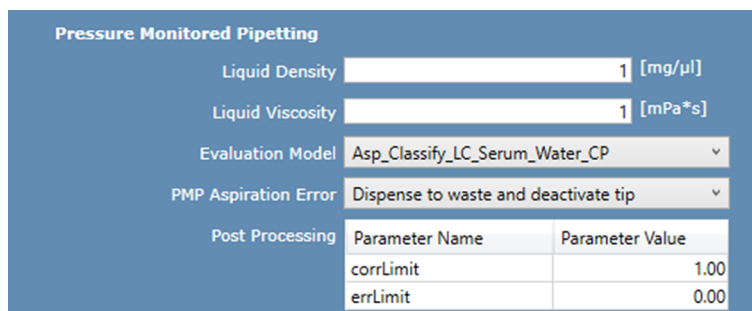 Pressure Monitored Pipetting
Liquid Density 1 [mg/µl]
Liquid Viscosity 1 [mPa*s]
Evaluation Model Asp_Classify_LC_Serum_Water_CP
PMP Aspiration Error Dispense to waste and deactivate tip
Post Processing Parameter Name Parameter Value
corrLimit 1.00
errLimit 0.00